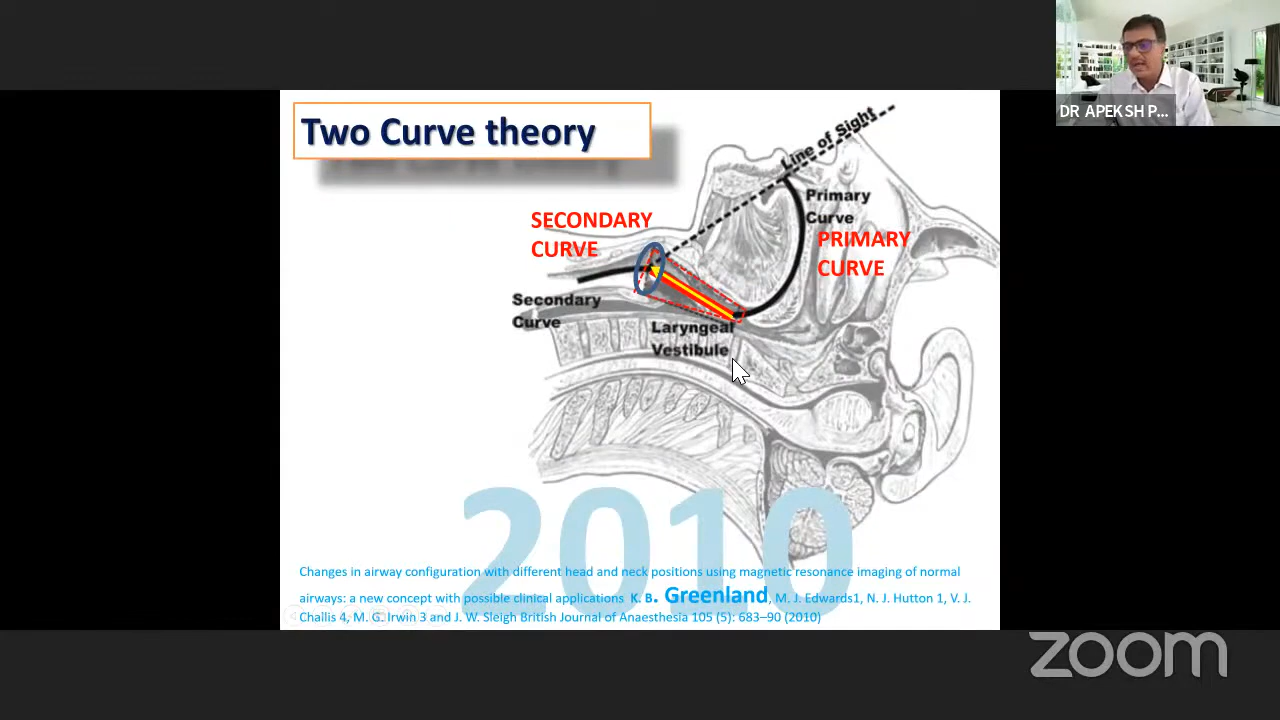 DR APEKSH P...
Two Curve theory
Line of Sight
Primary
Curve
PRIMARY
CURVE
SECONDARY
CURVE
Secondary
Curve
Laryngeal
Vestibule
2010
Changes in airway configuration with different head and neck positions using magnetic resonance imaging of normal
airways: a new concept with possible clinical applications K. B. Greenland, M. J. Edwards1, N. J. Hutton 1, V. J.
Challis 4, M. G. Irwin 3 and J. W. Sleigh British Journal of Anaesthesia 105 (5): 683–90 (2010)
zoom